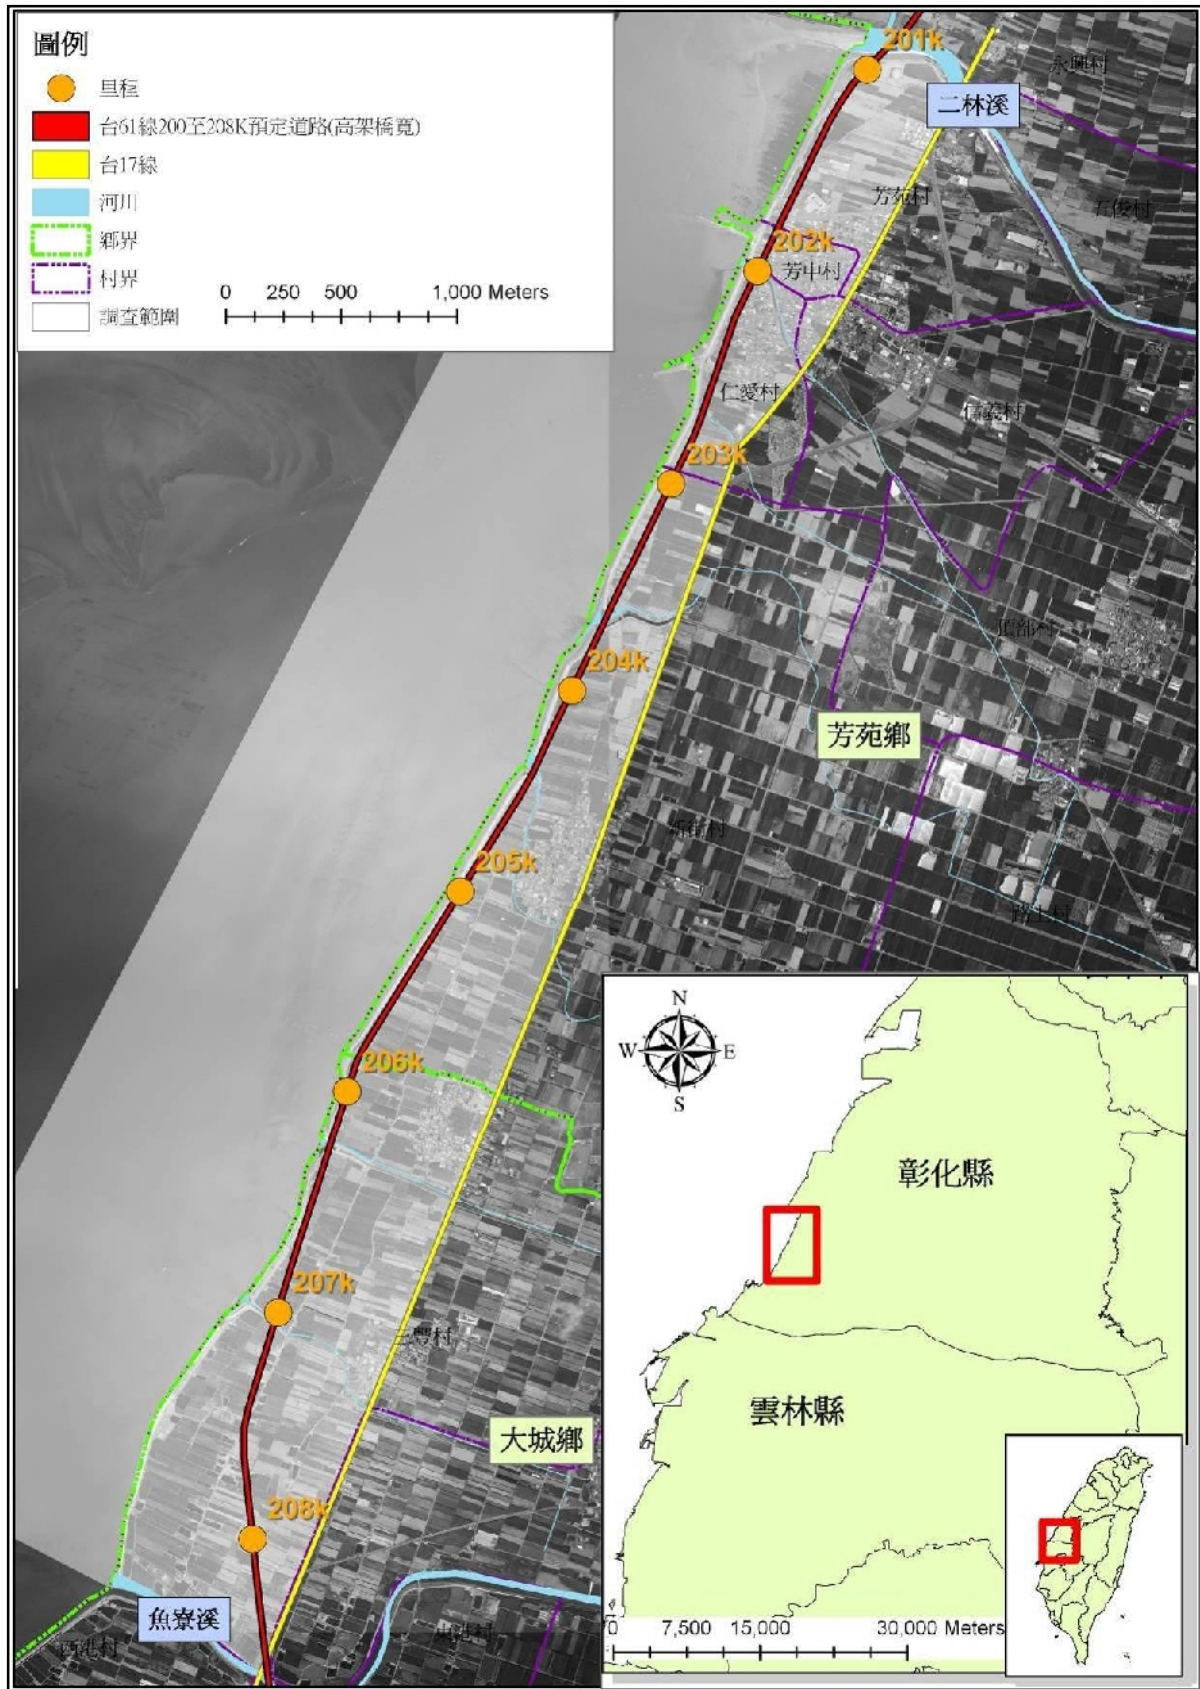 圖例
里程
台61線200至208K預定道路(高架橋寬)
台17線
河川
鄉界
村界
調查範圍
0 250 500 1,000 Meters
201k
永興村
二林溪
芳苑村
五俊村
202k
芳中村
仁愛村
信義村
203k
頂部村
204k
芳苑鄉
新街村
205k
路上村
206k
N
W E
S
彰化縣
207k
三豐村
大城鄉
雲林縣
208k
魚寮溪
西港村
東港村
0 7,500 15,000 30,000 Meters